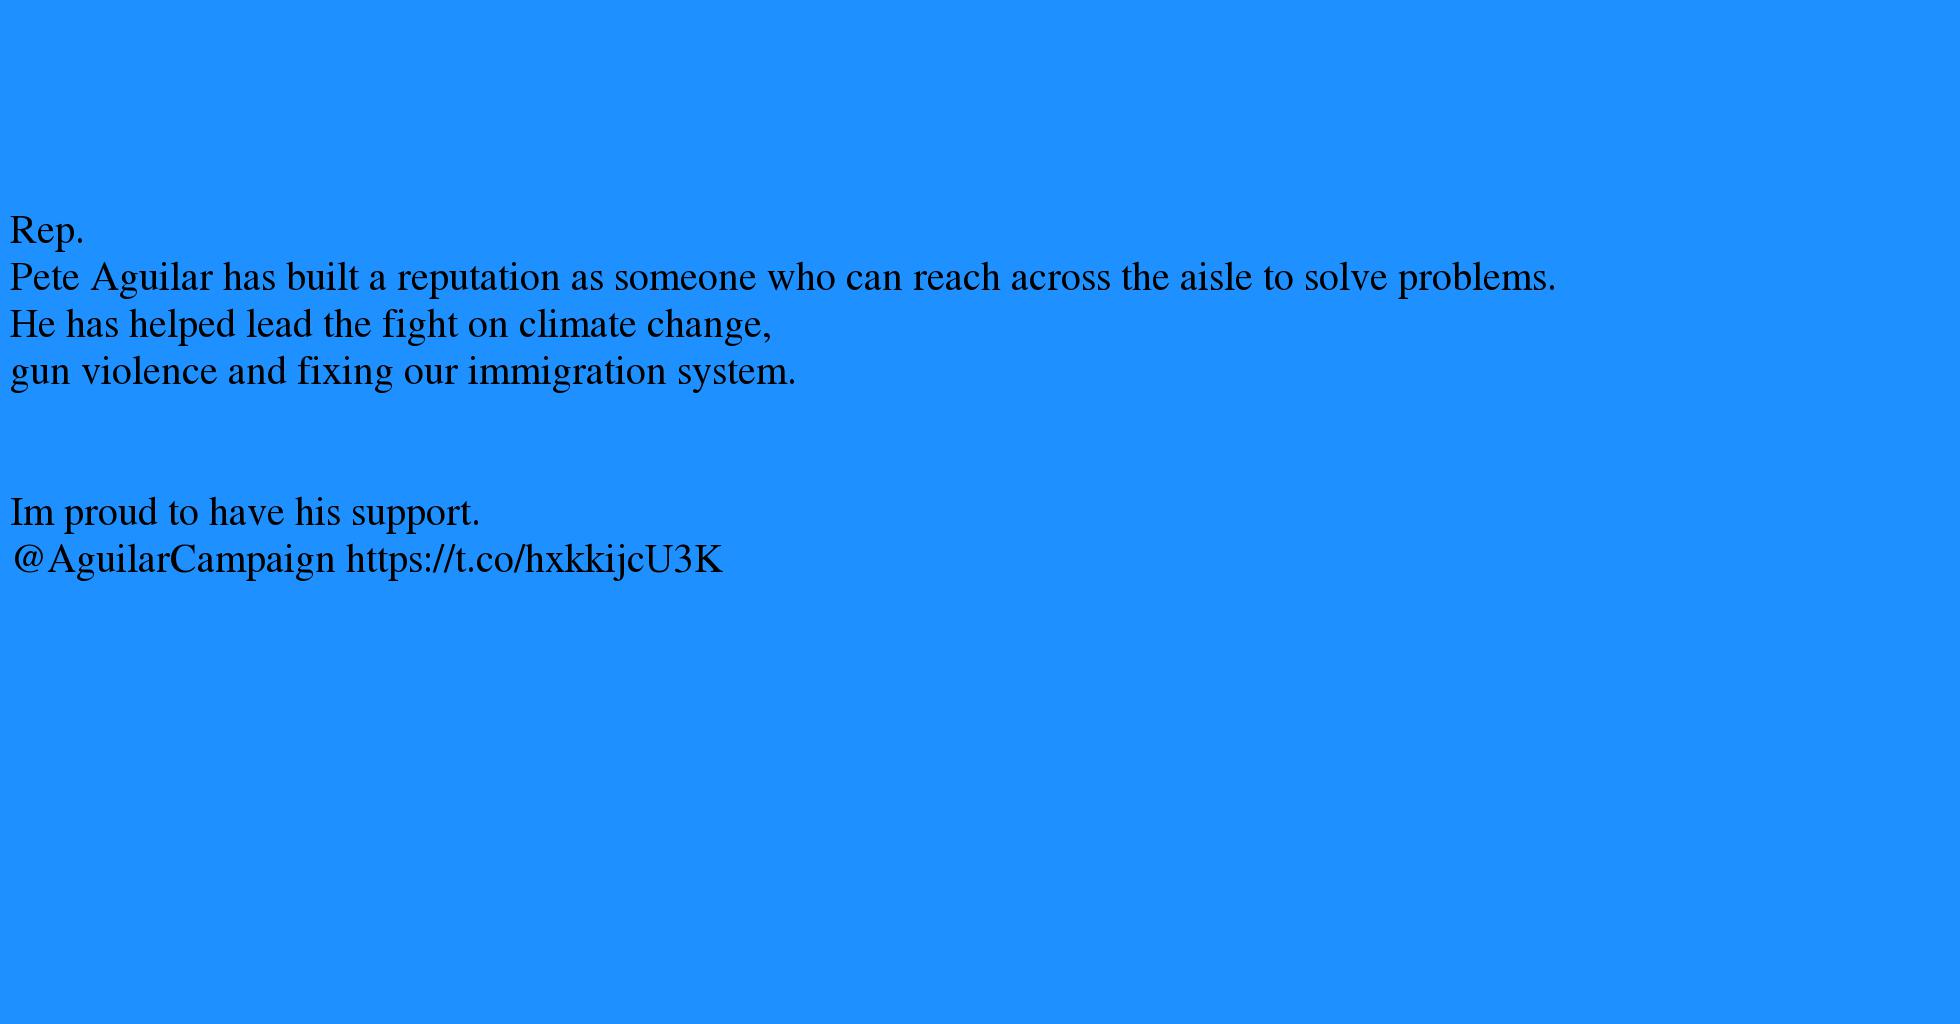 Rep.
Pete Aguilar has built a reputation as someone who can reach across the aisle to solve problems.
He has helped lead the fight on climate change,
gun violence and fixing our immigration system.
Im proud to have his support.
@AguilarCampaign https://t.co/hxkkijcU3K